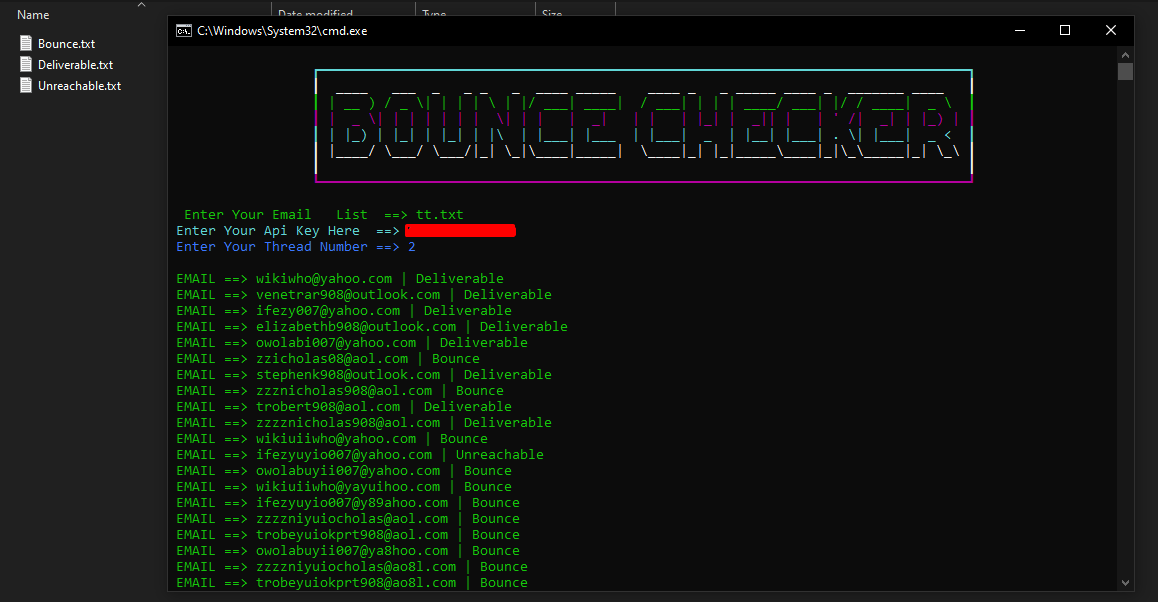 Name
Date modified
Type
Size
Bounce.txt
Deliverable.txt
Unreachable.txt
C:\Windows\System32\cmd.exe
BOUNCE CHECKER
Enter Your Email   List  ==> tt.txt
Enter Your Api Key Here  ==>
Enter Your Thread Number ==> 2
EMAIL ==> wikiwho@yahoo.com | Deliverable
EMAIL ==> venetrar908@outlook.com | Deliverable
EMAIL ==> ifezy007@yahoo.com | Deliverable
EMAIL ==> elizabethb908@outlook.com | Deliverable
EMAIL ==> owolabi007@yahoo.com | Deliverable
EMAIL ==> zzicholas08@aol.com | Bounce
EMAIL ==> stephenk908@outlook.com | Deliverable
EMAIL ==> zzznicholas908@aol.com | Bounce
EMAIL ==> trobert908@aol.com | Deliverable
EMAIL ==> zzzznicholas908@aol.com | Deliverable
EMAIL ==> wikiuiiwho@yahoo.com | Bounce
EMAIL ==> ifezyuyio007@yahoo.com | Unreachable
EMAIL ==> owolabuyii007@yahoo.com | Bounce
EMAIL ==> wikiuiiwho@yayuihoo.com | Bounce
EMAIL ==> ifezyuyio007@y89ahoo.com | Bounce
EMAIL ==> zzzzniyuiocholas@aol.com | Bounce
EMAIL ==> trobeyuiokprt908@aol.com | Bounce
EMAIL ==> owolabuyii007@ya8hoo.com | Bounce
EMAIL ==> zzzzniyuiocholas@ao8l.com | Bounce
EMAIL ==> trobeyuiokprt908@ao8l.com | Bounce